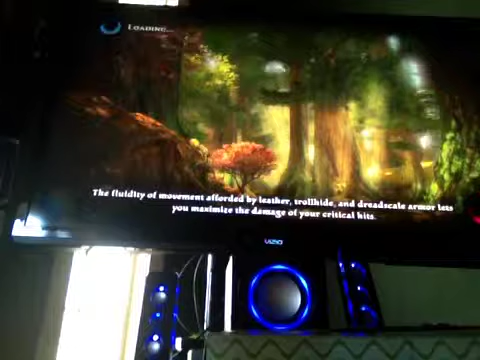 Loading...
The fluidity of movement afforded by leather, trollhide, and dreadscale armor lets
you maximize the damage of your critical hits.
VIZIO